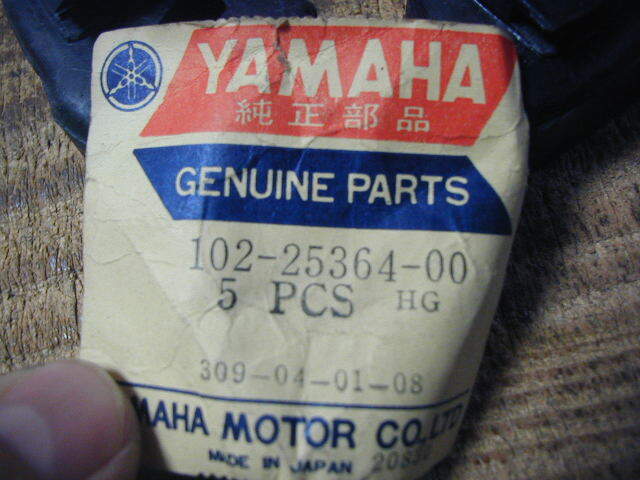 YAMAHA
純正部品
GENUINE PARTS
102-25364-00
5 PCS HG
309-04-01-08
MAHA MOTOR CO.,LTD.
MADE IN JAPAN